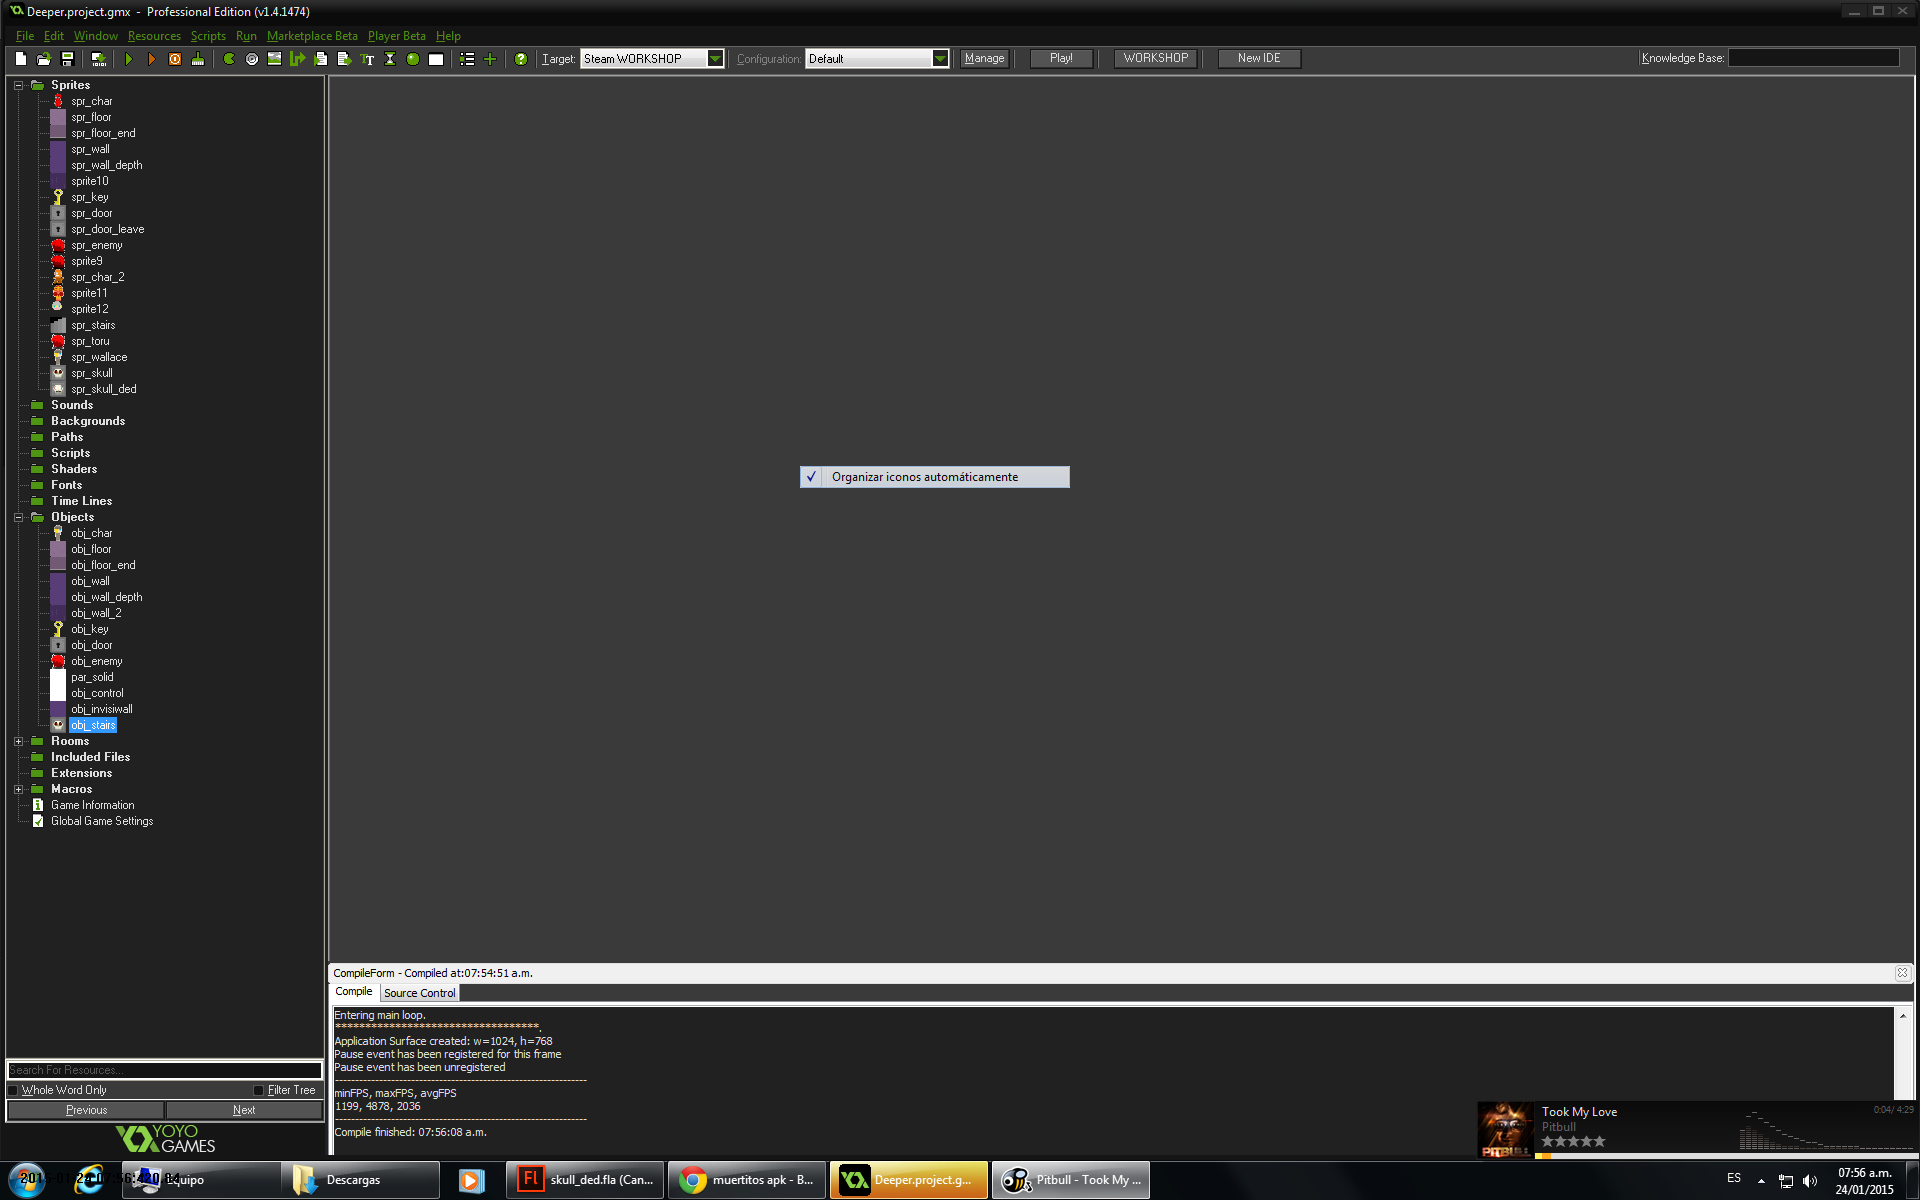 Deeper.project.gmx - Professional Edition (v1.4.1474)
File Edit Window Resources Scripts Run Marketplace Beta Player Beta Help
Target: Steam WORKSHOP Configuration: Default Manage Play! WORKSHOP New IDE Knowledge Base:
Sprites
spr_char
spr_floor
spr_floor_end
spr_wall
spr_wall_depth
sprite10
spr_key
spr_door
spr_door_leave
spr_enemy
sprite9
spr_char_2
sprite11
sprite12
spr_stairs
spr_toru
spr_wallace
spr_skull
spr_skull_ded
Sounds
Backgrounds
Paths
Scripts
Shaders
Fonts
Time Lines
Objects
obj_char
obj_floor
obj_floor_end
obj_wall
obj_wall_depth
obj_wall_2
obj_key
obj_door
obj_enemy
par_solid
obj_control
obj_invisiwall
obj_stairs
Rooms
Included Files
Extensions
Macros
Game Information
Global Game Settings
Search For Resources...
Whole Word Only Filter Tree
Previous Next
YOYO GAMES
✓ Organizar iconos automáticamente
CompileForm - Compiled at:07:54:51 a.m.
Compile Source Control
Entering main loop.
**********************************.
Application Surface created: w=1024, h=768
Pause event has been registered for this frame
Pause event has been unregistered
minFPS, maxFPS, avgFPS
1199, 4878, 2036
Compile finished: 07:56:08 a.m.
PITBULL
Took My Love
Pitbull
0:04/ 4:29
Equipo
Descargas
Fl skull_ded.fla (Can...
muertitos apk - B...
Deeper.project.g...
Pitbull - Took My ...
ES
07:56 a.m.
24/01/2015